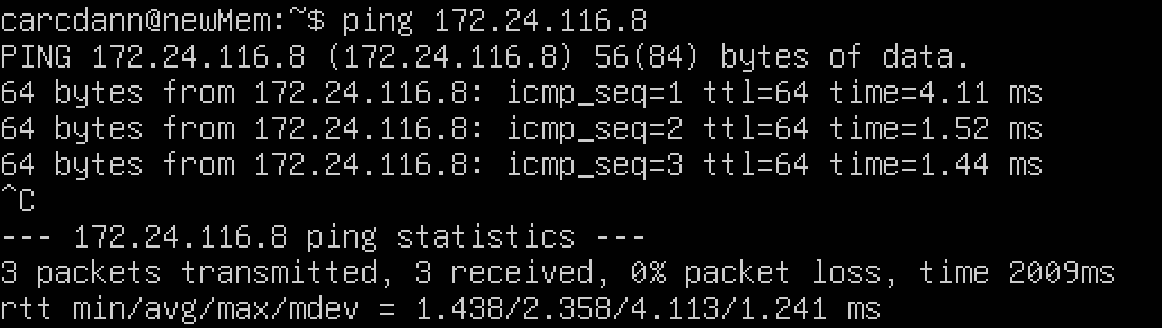 carcdann@newMem:~$ ping 172.24.116.8
PING 172.24.116.8 (172.24.116.8) 56(84) bytes of data.
64 bytes from 172.24.116.8: icmp_seq=1 ttl=64 time=4.11 ms
64 bytes from 172.24.116.8: icmp_seq=2 ttl=64 time=1.52 ms
64 bytes from 172.24.116.8: icmp_seq=3 ttl=64 time=1.44 ms
^C
--- 172.24.116.8 ping statistics ---
3 packets transmitted, 3 received, 0% packet loss, time 2009ms
rtt min/avg/max/mdev = 1.438/2.358/4.113/1.241 ms